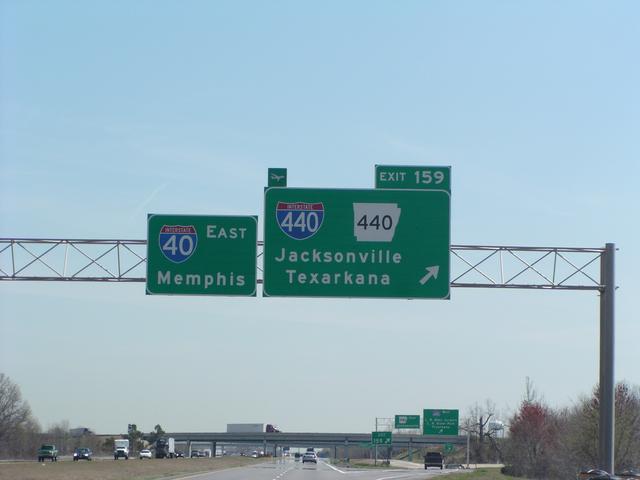 EXIT 159
INTERSTATE
440
440
INTERSTATE
40
EAST
Jacksonville
Texarkana
Memphis